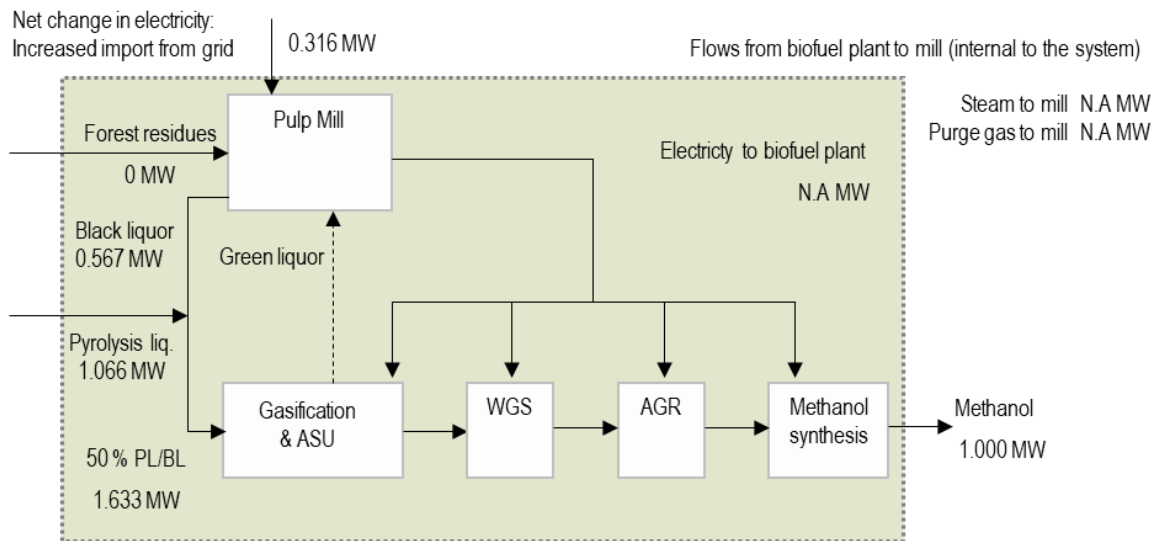 Net change in electricity:
Increased import from grid
0.316 MW
Flows from biofuel plant to mill (internal to the system)
Steam to mill N.A MW
Purge gas to mill N.A MW
Pulp Mill
Forest residues
0 MW
Electricty to biofuel plant
N.A MW
Black liquor
0.567 MW
Green liquor
Pyrolysis liq.
1.066 MW
Gasification
& ASU
WGS
AGR
Methanol
synthesis
Methanol
1.000 MW
50 % PL/BL
1.633 MW